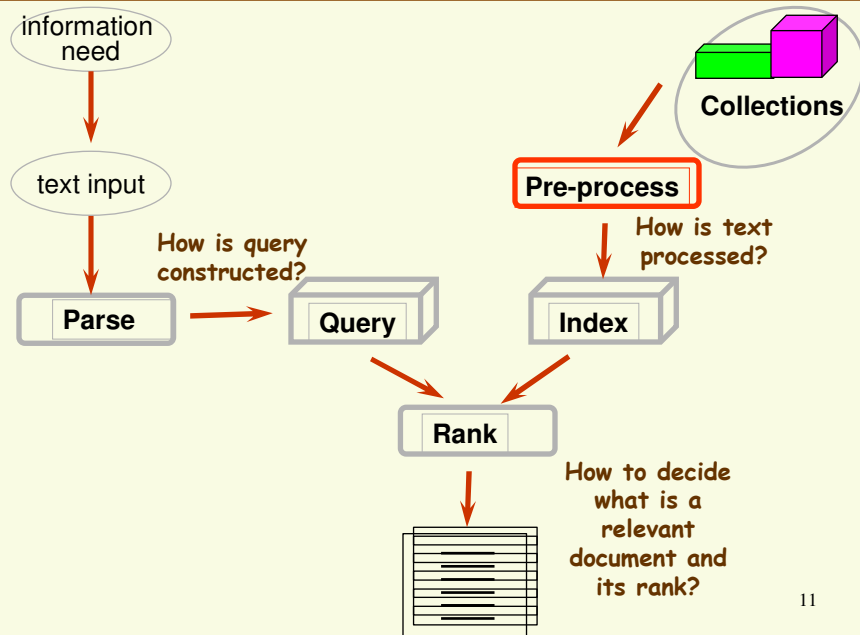 information
need
Collections
text input
Pre-process
How is query
constructed?
How is text
processed?
Parse
Query
Index
Rank
How to decide
what is a
relevant
document and
its rank?
11